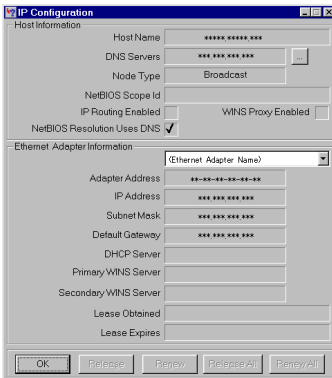 IP Configuration
Host Information
Host Name *****.*****.***
DNS Servers ***.***.***.*** ...
Node Type Broadcast
NetBIOS Scope Id
IP Routing Enabled WINS Proxy Enabled
NetBIOS Resolution Uses DNS
Ethernet Adapter Information
(Ethernet Adapter Name)
Adapter Address **-**-**-**-**-**
IP Address ***.***.***.***
Subnet Mask ***.***.***.***
Default Gateway ***.***.***.***
DHCP Server
Primary WINS Server
Secondary WINS Server
Lease Obtained
Lease Expires
OK Release Renew Release All Renew All